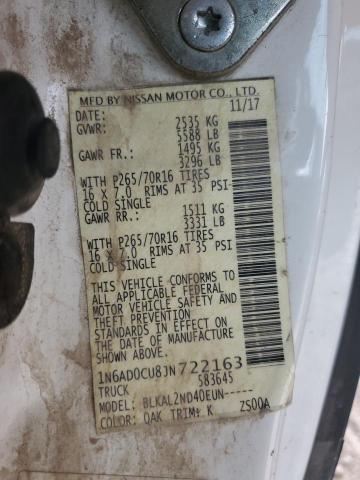 MFD BY NISSAN MOTOR CO., LTD.
DATE: 11/17
GVWR: 2535 KG
5588 LB
GAWR FR.: 1495 KG
3296 LB
WITH P265/70R16 TIRES
16 X 7.0 RIMS AT 35 PSI
COLD SINGLE
GAWR RR.: 1511 KG
3331 LB
WITH P265/70R16 TIRES
16 X 7.0 RIMS AT 35 PSI
COLD SINGLE
THIS VEHICLE CONFORMS TO
ALL APPLICABLE FEDERAL
MOTOR VEHICLE SAFETY AND
THEFT PREVENTION
STANDARDS IN EFFECT ON
THE DATE OF MANUFACTURE
SHOWN ABOVE.
1N6AD0CU8JN722163
TRUCK 583645
MODEL: BLKAL2ND40EUN-----
COLOR: QAK TRIM: K ZS00A